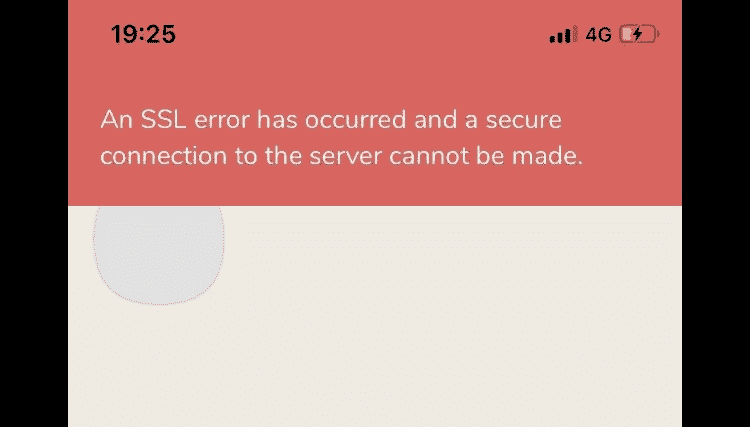 19:25 4G
An SSL error has occurred and a secure
connection to the server cannot be made.